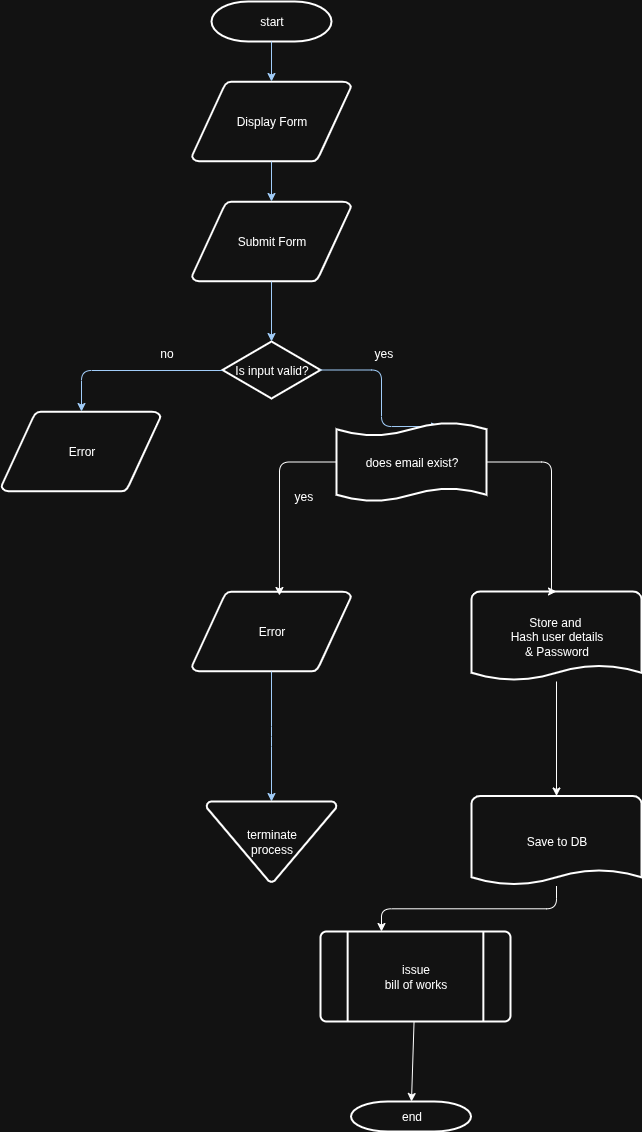 start
Display Form
Submit Form
no
yes
Is input valid?
Error
does email exist?
yes
Error
Store and
Hash user details
& Password
terminate
process
Save to DB
issue
bill of works
end